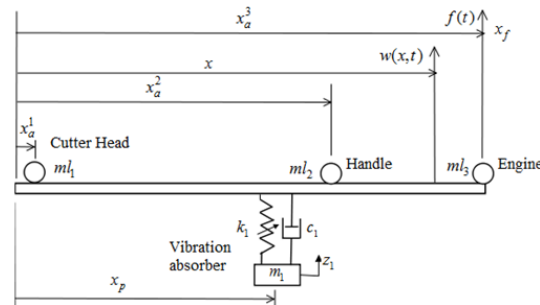 x_a^3
f(t)
x_f
x
w(x,t)
x_a^2
x_a^1
Cutter Head
ml_1
ml_2
Handle
ml_3
Engine
k_1
c_1
Vibration
absorber
m_1
z_1
x_p